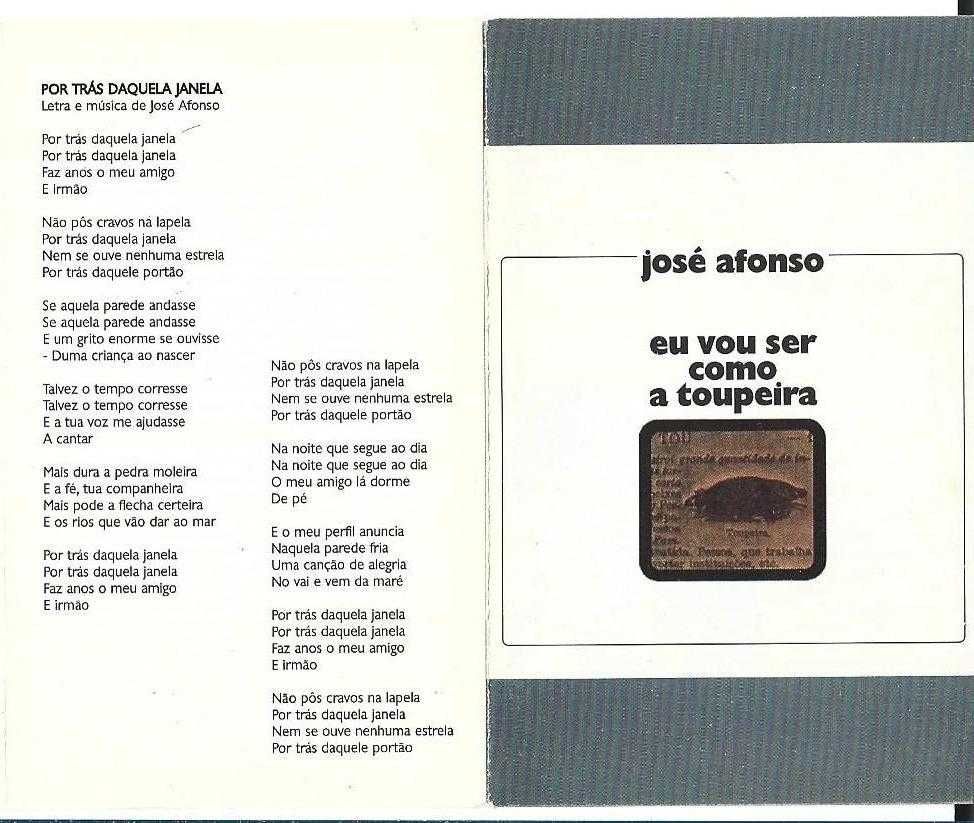 POR TRÁS DAQUELA JANELA
Letra e música de José Afonso
Por trás daquela janela
Por trás daquela janela
Faz anos o meu amigo
E irmão
Não pôs cravos na lapela
Por trás daquela janela
Nem se ouve nenhuma estrela
Por trás daquele portão
Se aquela parede andasse
Se aquela parede andasse
E um grito enorme se ouvisse
- Duma criança ao nascer
Talvez o tempo corresse
Talvez o tempo corresse
E a tua voz me ajudasse
A cantar
Mais dura a pedra moleira
E a fé, tua companheira
Mais pode a flecha certeira
E os rios que vão dar ao mar
Por trás daquela janela
Por trás daquela janela
Faz anos o meu amigo
E irmão
Não pôs cravos na lapela
Por trás daquela janela
Nem se ouve nenhuma estrela
Por trás daquele portão
Na noite que segue ao dia
Na noite que segue ao dia
O meu amigo lá dorme
De pé
E o meu perfil anuncia
Naquela parede fria
Uma canção de alegria
No vai e vem da maré
Por trás daquela janela
Por trás daquela janela
Faz anos o meu amigo
E irmão
Não pôs cravos na lapela
Por trás daquela janela
Nem se ouve nenhuma estrela
Por trás daquele portão
josé afonso
eu vou ser
como
a toupeira
TOU
grande quantidade de
Toupeira.
Pessoa, que trabalha
instituições, etc.